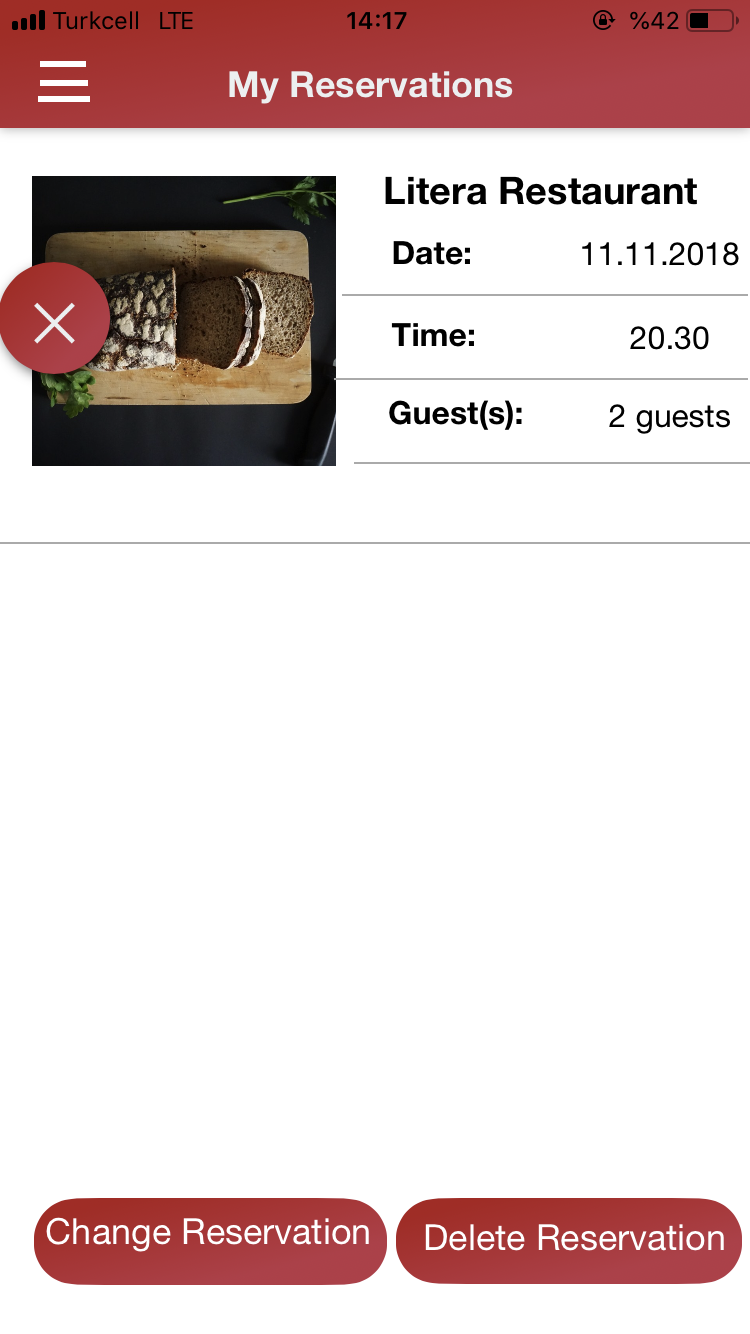 Turkcell LTE 14:17 %42
My Reservations
Litera Restaurant
Date: 11.11.2018
Time: 20.30
Guest(s): 2 guests
Change Reservation Delete Reservation